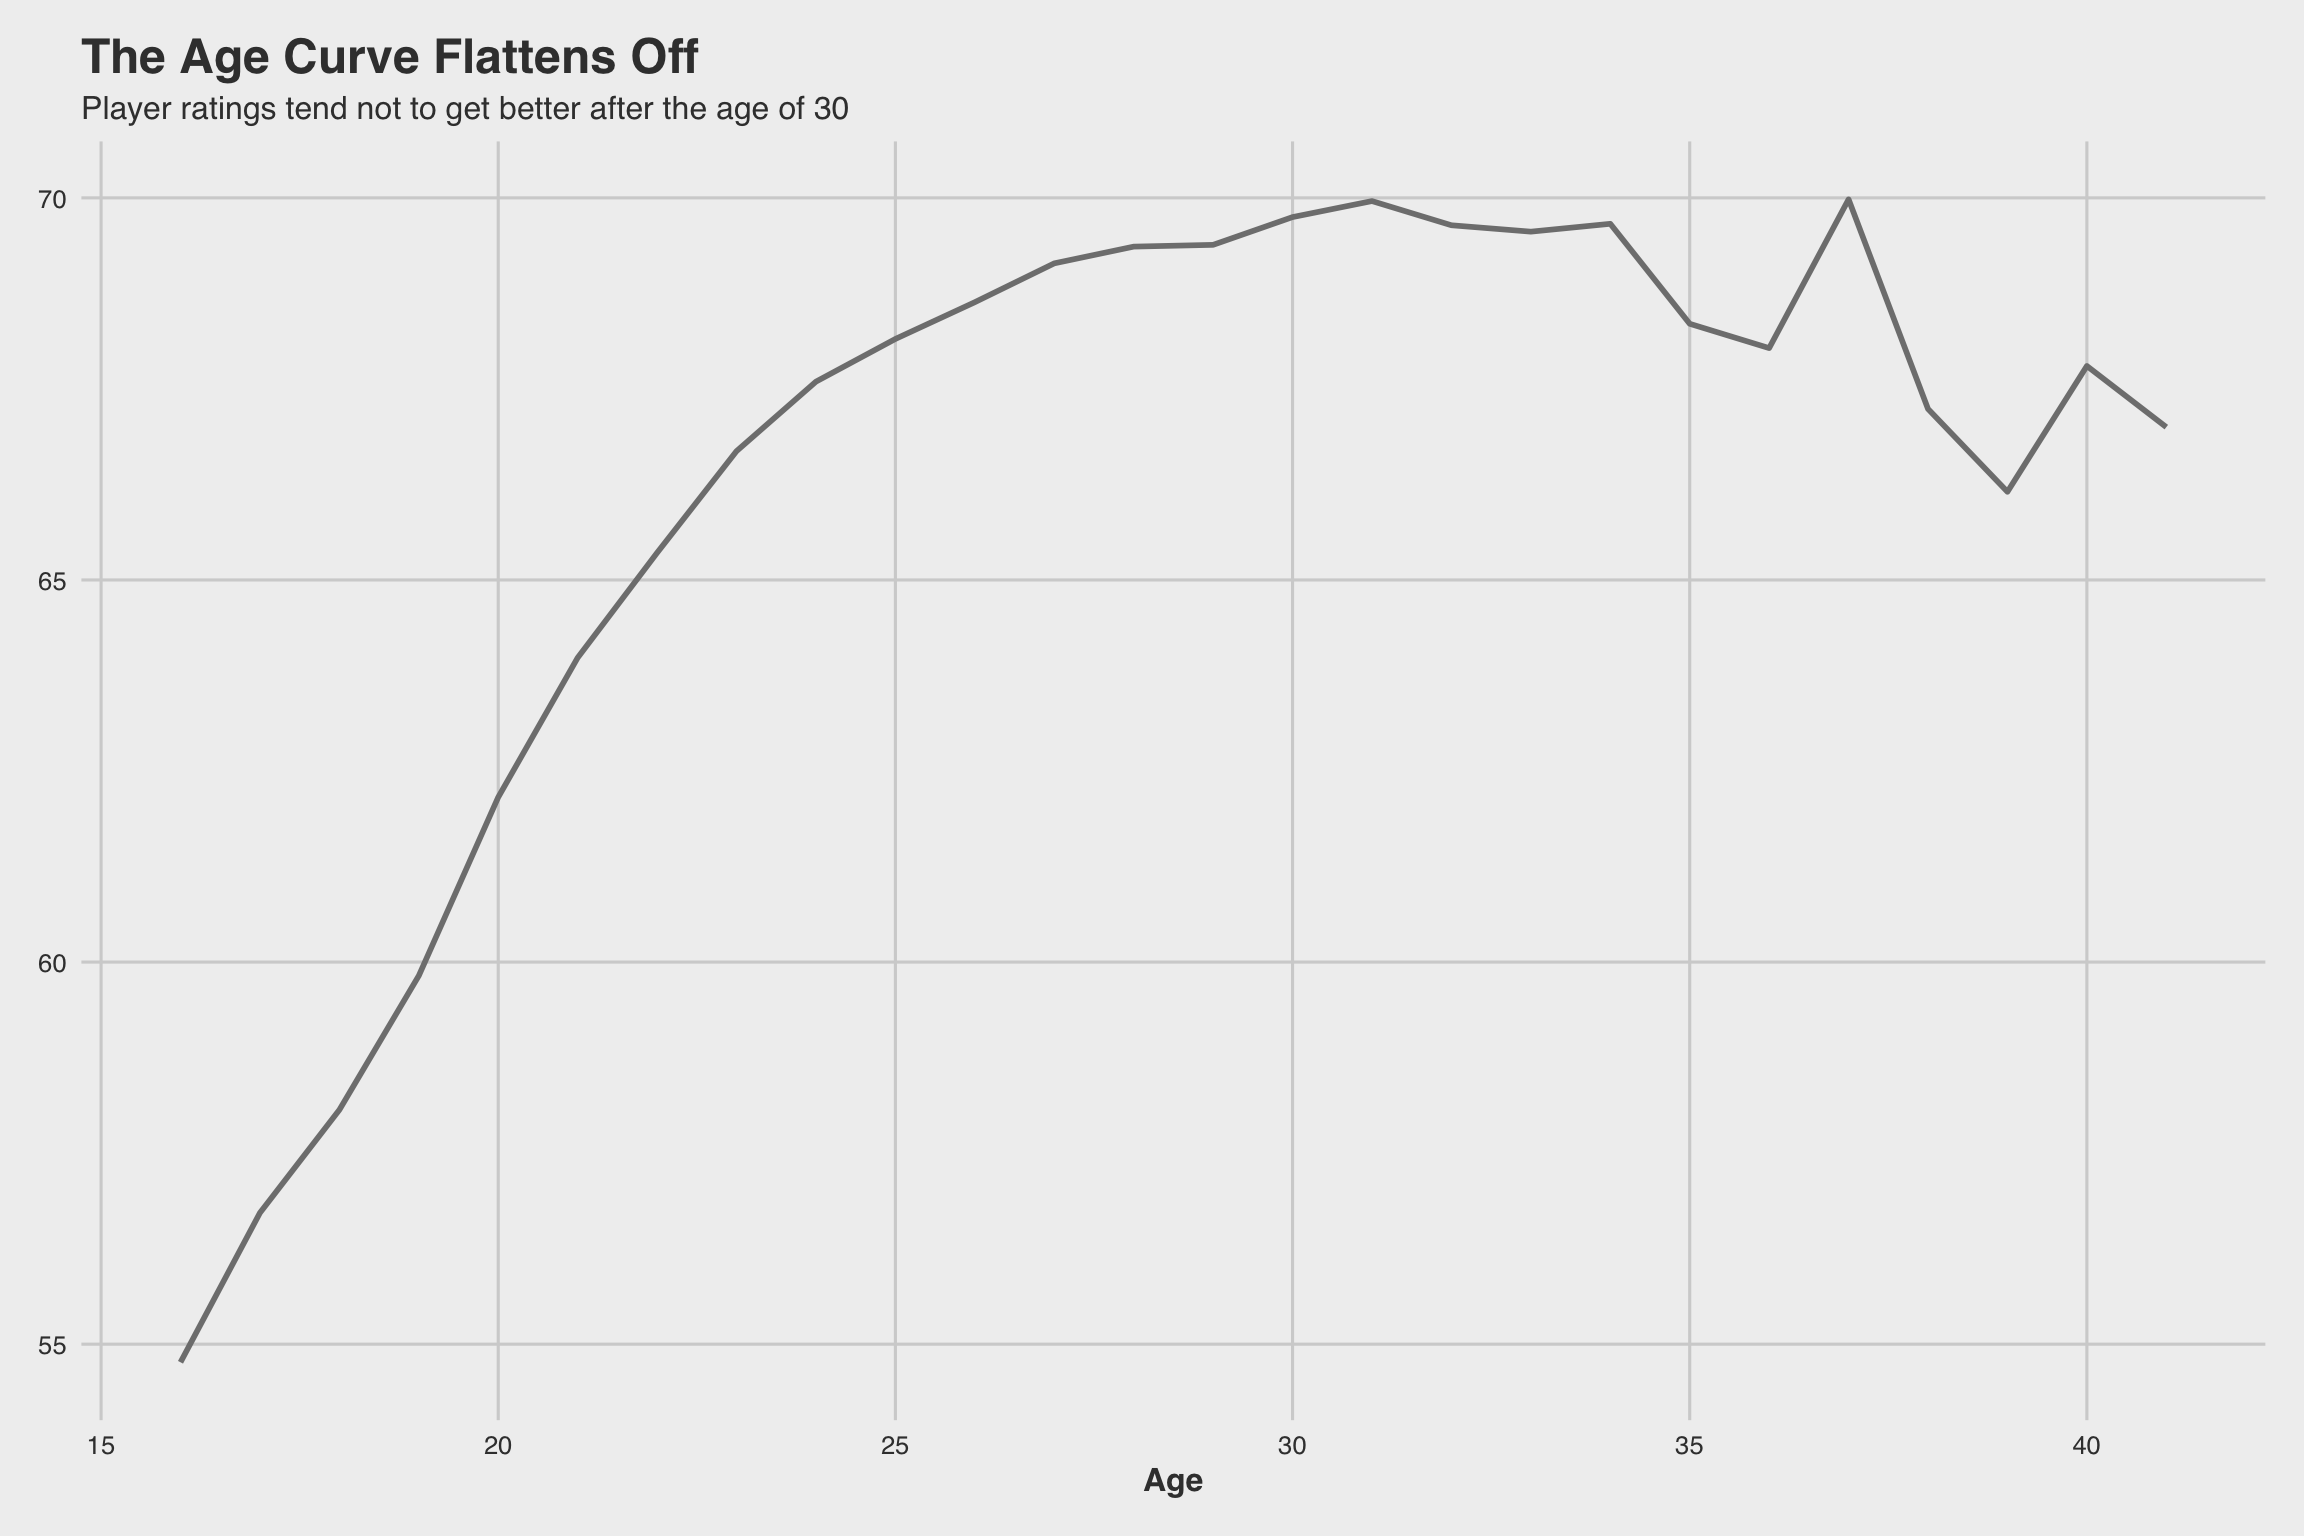 The Age Curve Flattens Off
Player ratings tend not to get better after the age of 30
70
65
60
55
15 20 25 30 35 40
Age